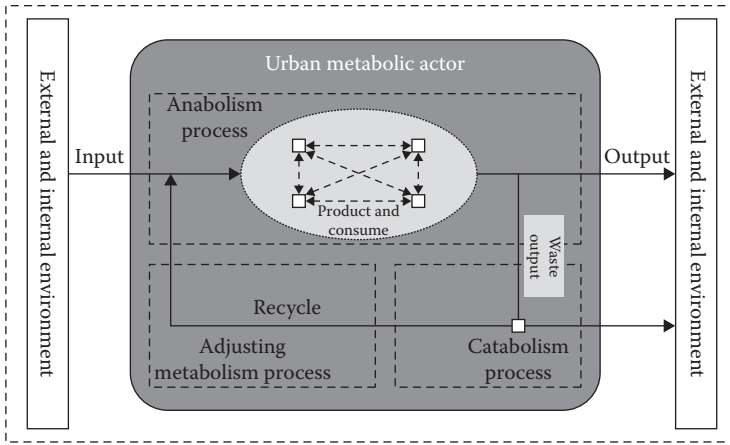 External and internal environment
Urban metabolic actor
Anabolism
process
Input
Product and
consume
Output
Waste
output
Recycle
Adjusting
metabolism process
Catabolism
process
External and internal environment